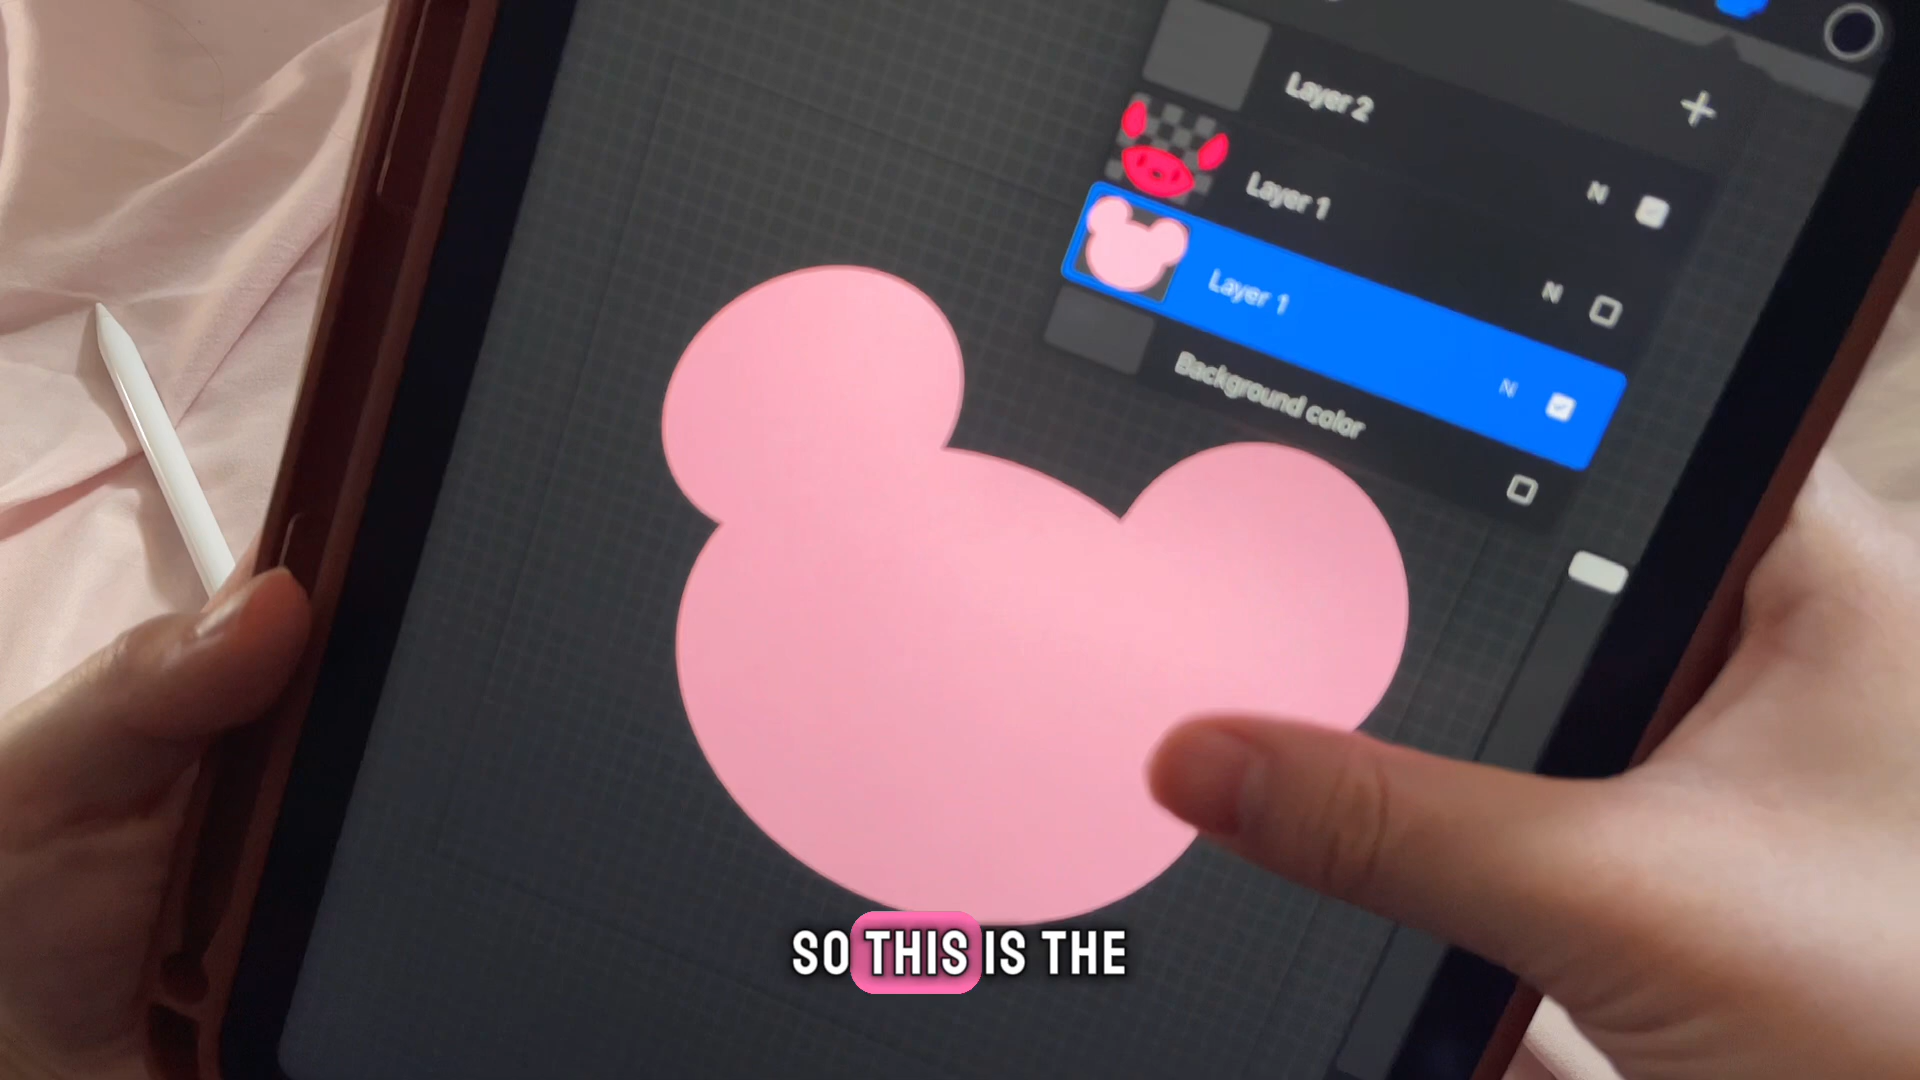 Layer 2
N
Layer 1
N
Layer 1
N
Background color
SO THIS IS THE